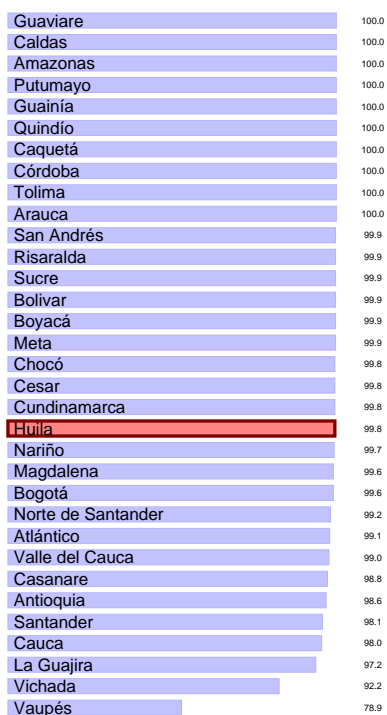 Guaviare 100.0
Caldas 100.0
Amazonas 100.0
Putumayo 100.0
Guainía 100.0
Quindío 100.0
Caquetá 100.0
Córdoba 100.0
Tolima 100.0
Arauca 100.0
San Andrés 99.9
Risaralda 99.9
Sucre 99.9
Bolivar 99.9
Boyacá 99.9
Meta 99.9
Chocó 99.8
Cesar 99.8
Cundinamarca 99.8
Huila 99.8
Nariño 99.7
Magdalena 99.6
Bogotá 99.6
Norte de Santander 99.2
Atlántico 99.1
Valle del Cauca 99.0
Casanare 98.8
Antioquia 98.6
Santander 98.1
Cauca 98.0
La Guajira 97.2
Vichada 92.2
Vaupés 78.9